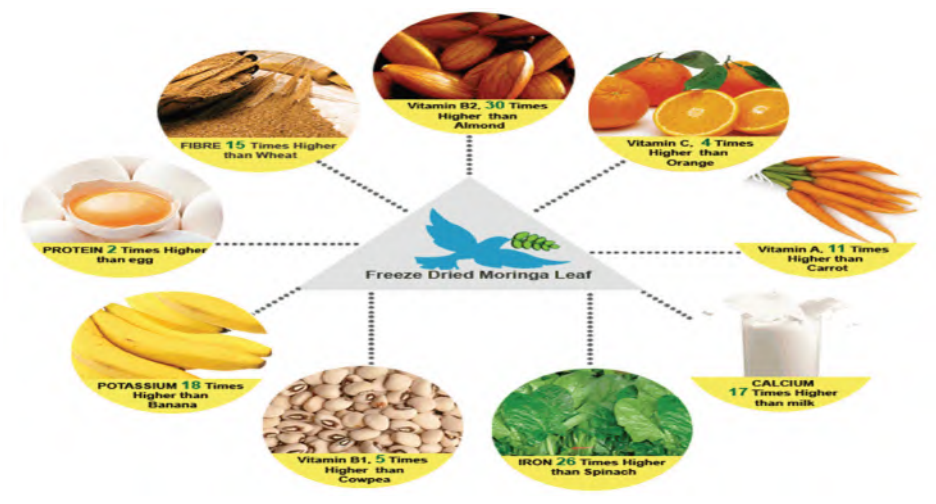 Vitamin B2, 30 Times
Higher than
Almond
FIBRE 15 Times Higher
than Wheat
Vitamin C, 4 Times
Higher than
Orange
PROTEIN 2 Times Higher
than egg
Freeze Dried Moringa Leaf
Vitamin A, 11 Times
Higher than
Carrot
POTASSIUM 18 Times
Higher than
Banana
CALCIUM
17 Times Higher
than milk
Vitamin B1, 5 Times
Higher than
Cowpea
IRON 26 Times Higher
than Spinach